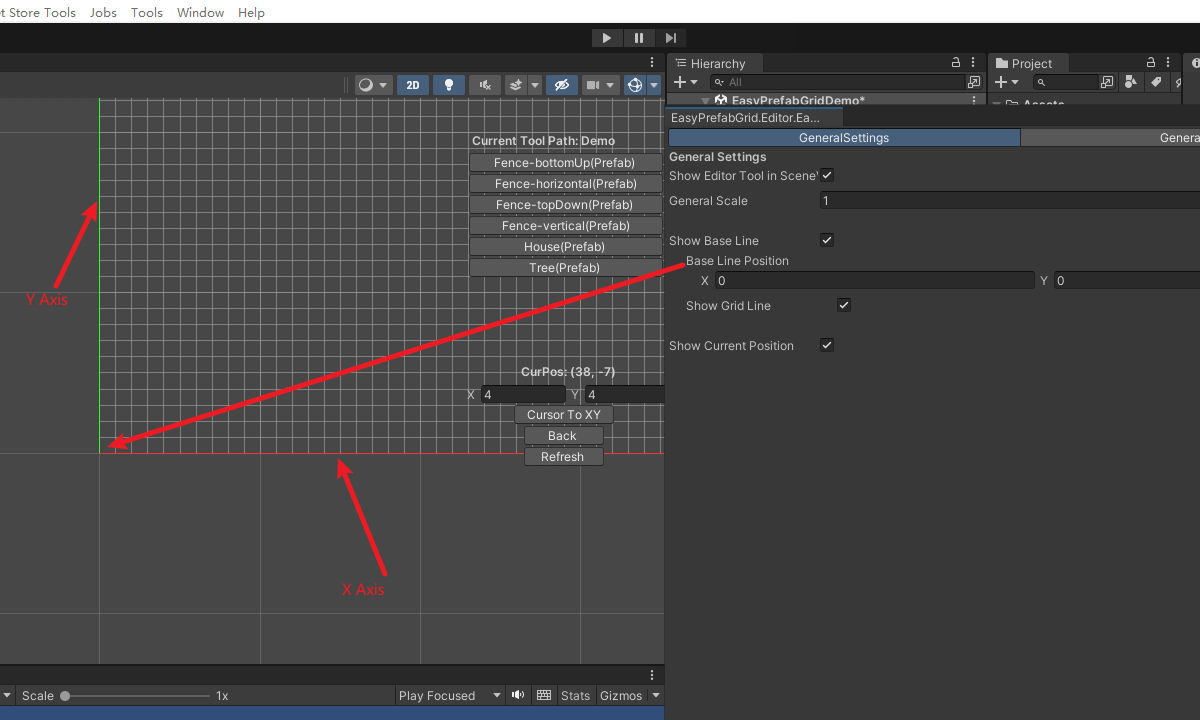 t Store Tools Jobs Tools Window Help
Hierarchy
Project
2D
All
EasyPrefabGridDemo*
Assets
EasyPrefabGrid.Editor.Ea...
GeneralSettings
Genera
Current Tool Path: Demo
Fence-bottomUp(Prefab)
Fence-horizontal(Prefab)
Fence-topDown(Prefab)
Fence-vertical(Prefab)
House(Prefab)
Tree(Prefab)
General Settings
Show Editor Tool in Scene
General Scale 1
Show Base Line
Base Line Position
X 0 Y 0
Show Grid Line
Show Current Position
Y Axis
CurPos: (38, -7)
X 4 Y 4
Cursor To XY
Back
Refresh
X Axis
Scale 1x Play Focused Stats Gizmos